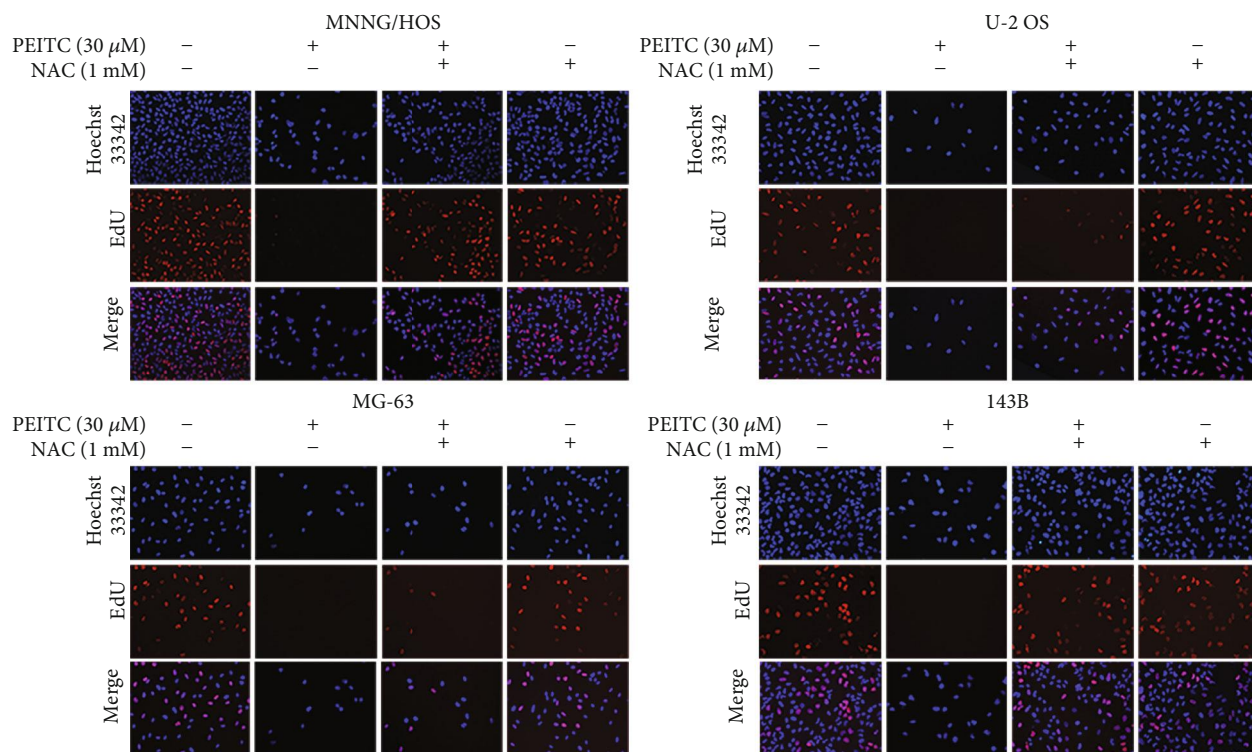 MNNG/HOS
PEITC (30 μM) – + + –
NAC (1 mM) – – + +
Hoechst
33342
EdU
Merge
U-2 OS
PEITC (30 μM) – + + –
NAC (1 mM) – – + +
Hoechst
33342
EdU
Merge
MG-63
PEITC (30 μM) – + + –
NAC (1 mM) – – + +
Hoechst
33342
EdU
Merge
143B
PEITC (30 μM) – + + –
NAC (1 mM) – – + +
Hoechst
33342
EdU
Merge